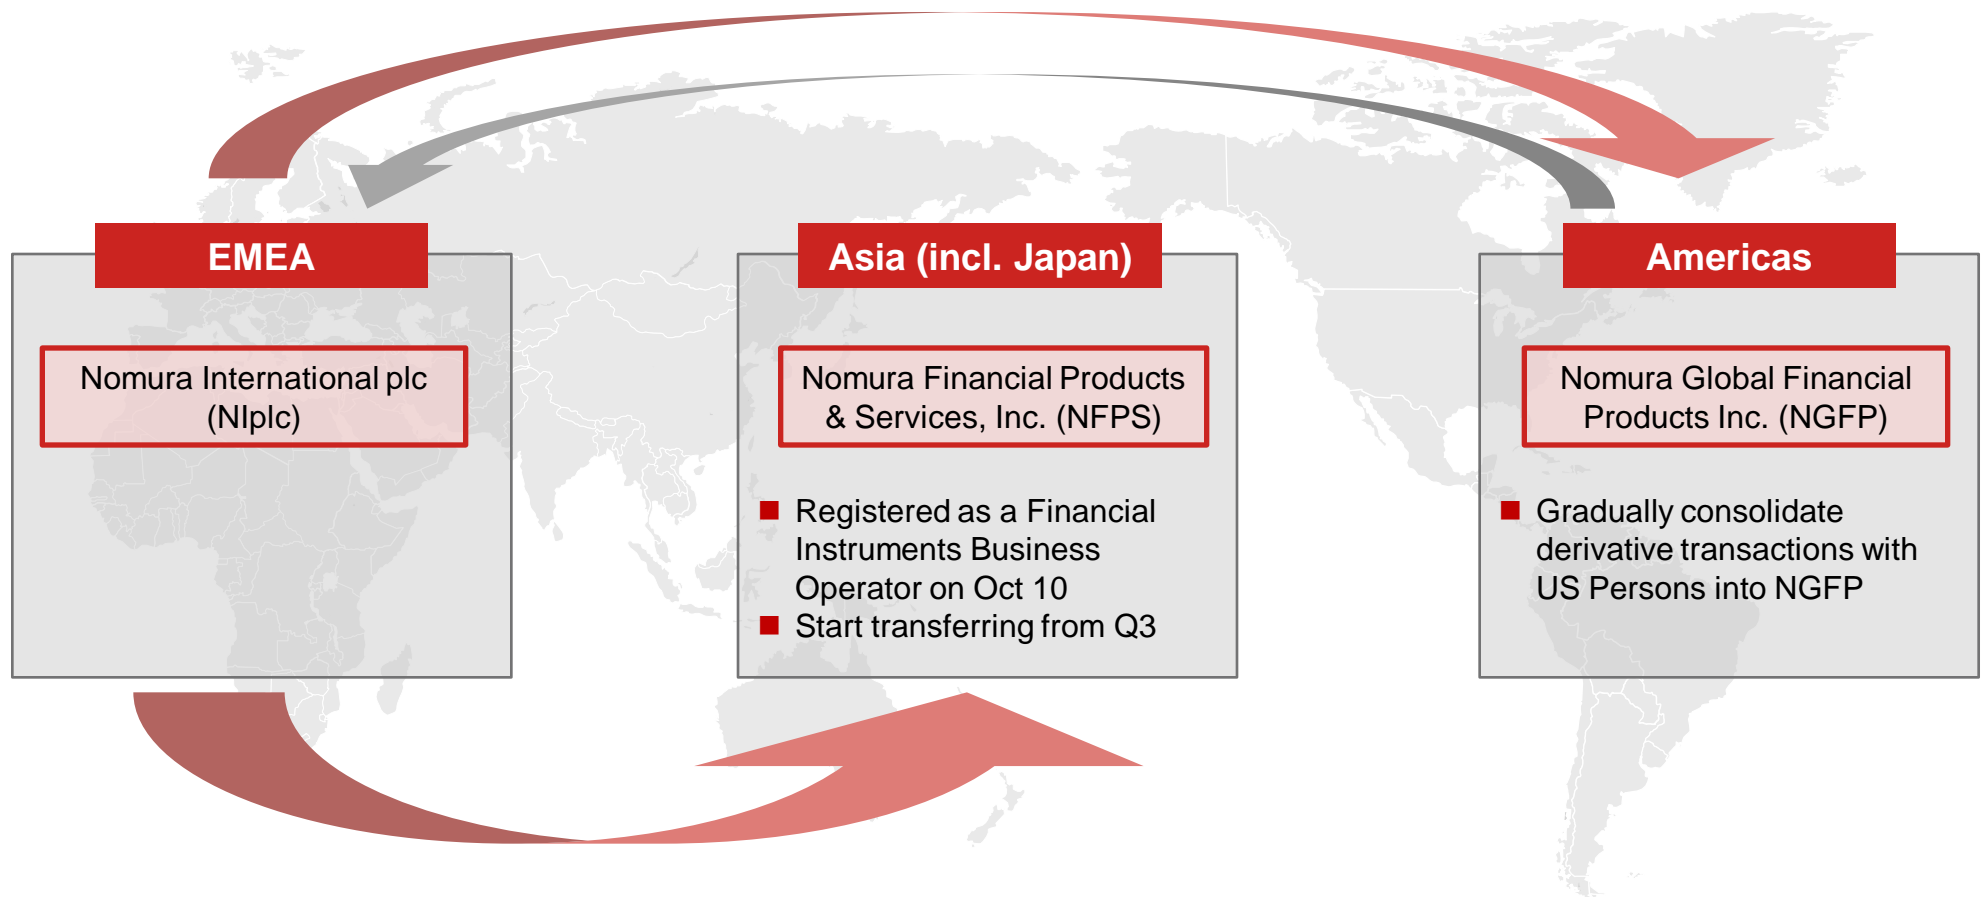 EMEA
Nomura International plc
(NIplc)
Asia (incl. Japan)
Nomura Financial Products
& Services, Inc. (NFPS)
Registered as a Financial
Instruments Business
Operator on Oct 10
Start transferring from Q3
Americas
Nomura Global Financial
Products Inc. (NGFP)
Gradually consolidate
derivative transactions with
US Persons into NGFP